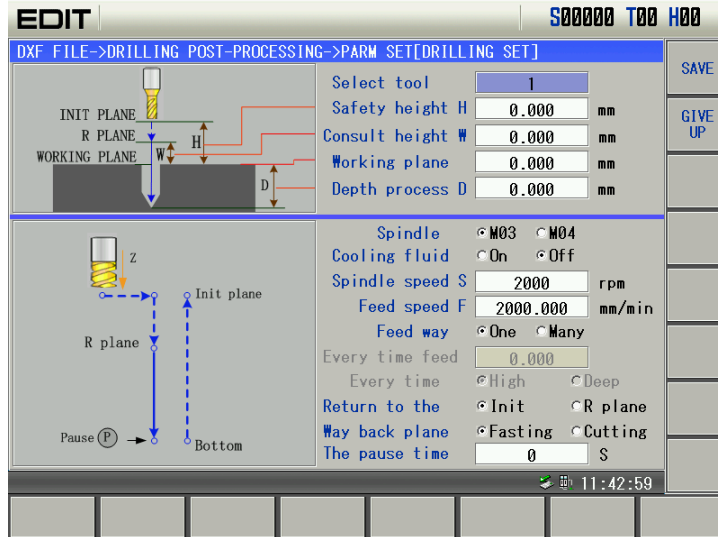 EDIT S00000 T00 H00
DXF FILE->DRILLING POST-PROCESSING->PARM SET[DRILLING SET]
SAVE
GIVE UP
INIT PLANE
R PLANE
WORKING PLANE
H
W
D
Select tool 1
Safety height H 0.000 mm
Consult height W 0.000 mm
Working plane 0.000 mm
Depth process D 0.000 mm
Z
Init plane
R plane
Pause P
Bottom
Spindle M03 M04
Cooling fluid On Off
Spindle speed S 2000 rpm
Feed speed F 2000.000 mm/min
Feed way One Many
Every time feed 0.000
Every time High Deep
Return to the Init R plane
Way back plane Fasting Cutting
The pause time 0 S
11:42:59